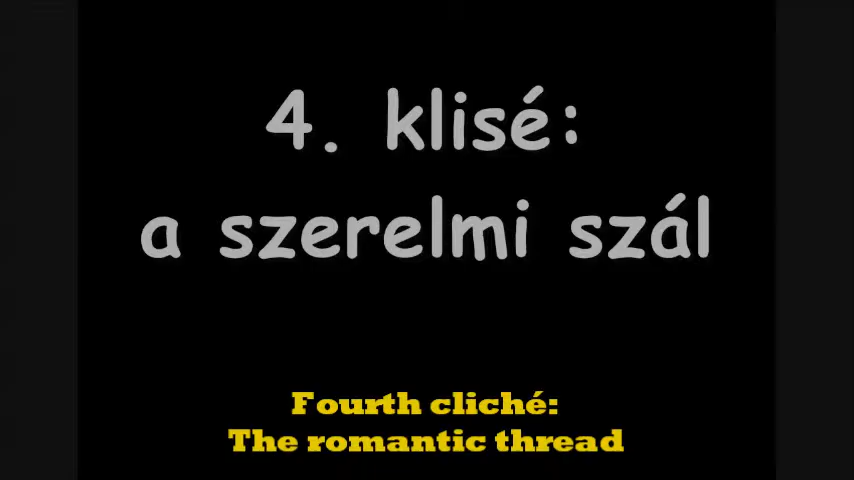 4. klisé:
a szerelmi szál
Fourth cliché:
The romantic thread